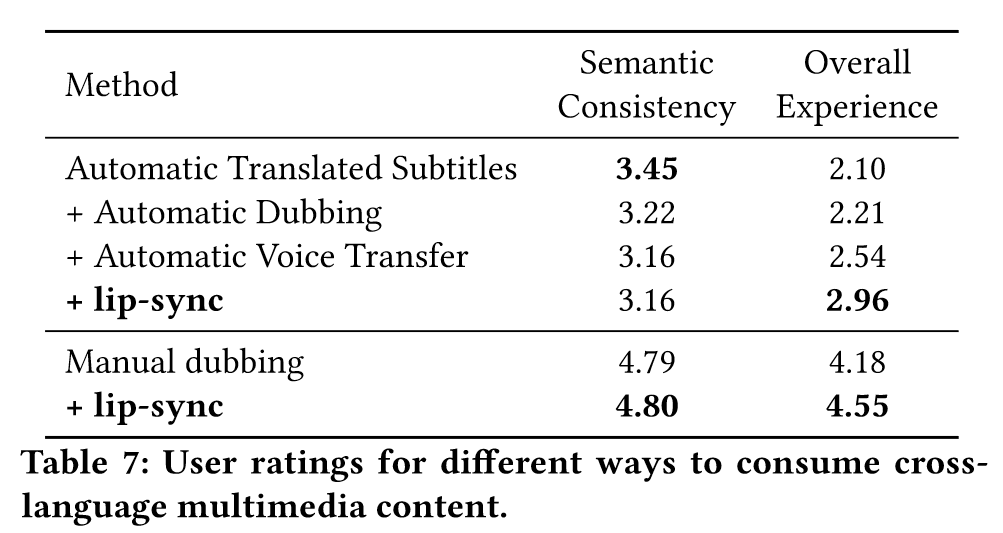 Method Semantic Consistency Overall Experience
Automatic Translated Subtitles 3.45 2.10
+ Automatic Dubbing 3.22 2.21
+ Automatic Voice Transfer 3.16 2.54
+ lip-sync 3.16 2.96
Manual dubbing 4.79 4.18
+ lip-sync 4.80 4.55
Table 7: User ratings for different ways to consume cross-
language multimedia content.